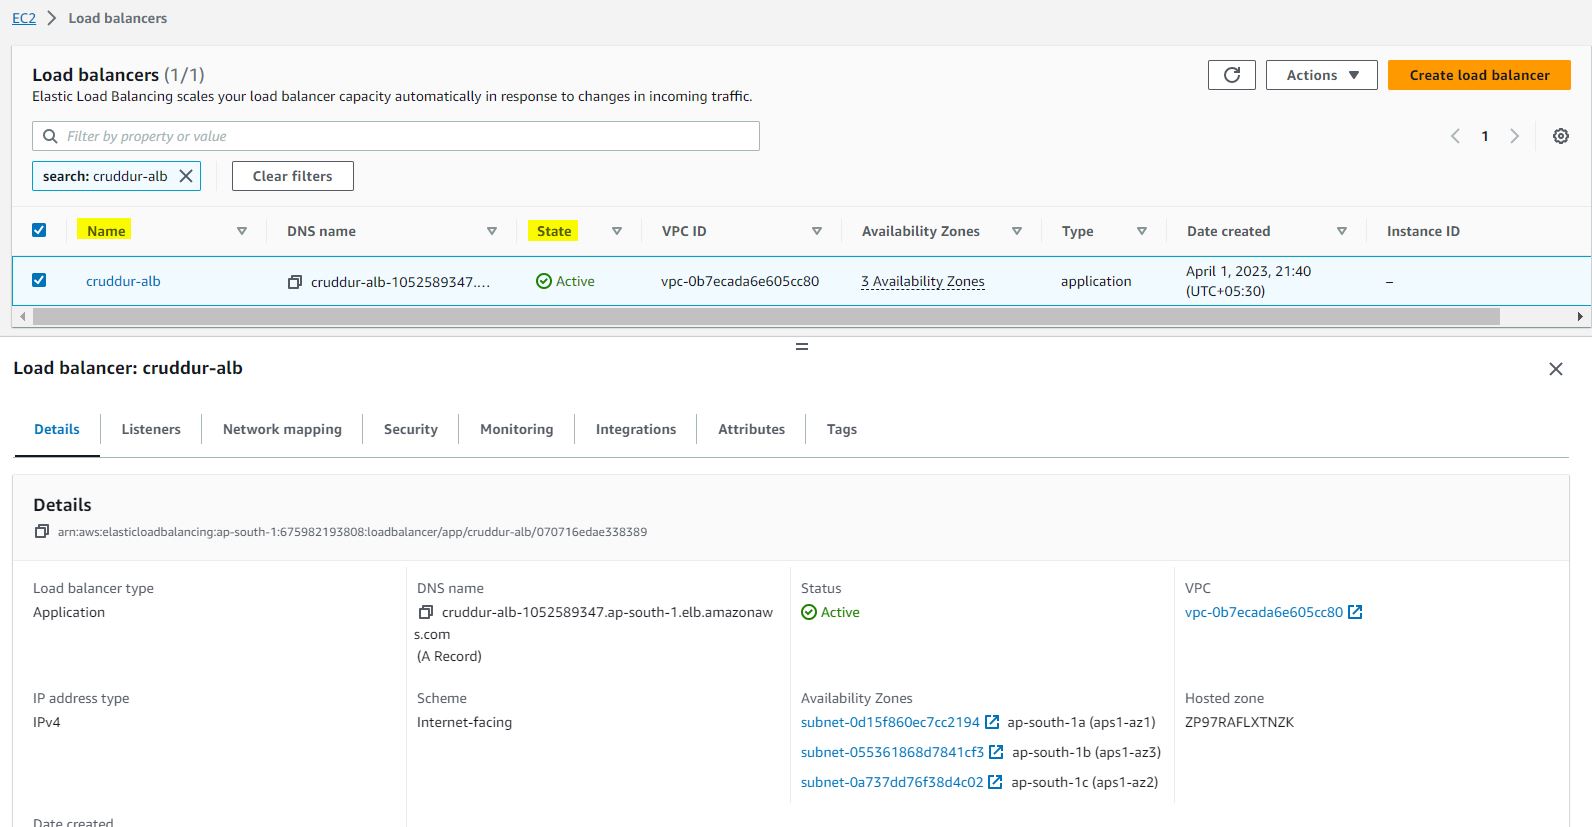 EC2 > Load balancers
Load balancers (1/1)
Elastic Load Balancing scales your load balancer capacity automatically in response to changes in incoming traffic.
Actions
Create load balancer
Filter by property or value
1
search: cruddur-alb
Clear filters
Name DNS name State VPC ID Availability Zones Type Date created Instance ID
cruddur-alb cruddur-alb-1052589347.... Active vpc-0b7ecada6e605cc80 3 Availability Zones application April 1, 2023, 21:40
(UTC+05:30) –
Load balancer: cruddur-alb
Details Listeners Network mapping Security Monitoring Integrations Attributes Tags
Details
arn:aws:elasticloadbalancing:ap-south-1:675982193808:loadbalancer/app/cruddur-alb/070716edae338389
Load balancer type
Application
DNS name
cruddur-alb-1052589347.ap-south-1.elb.amazonaw
s.com
(A Record)
Status
Active
VPC
vpc-0b7ecada6e605cc80
IP address type
IPv4
Scheme
Internet-facing
Availability Zones
subnet-0d15f860ec7cc2194 ap-south-1a (aps1-az1)
subnet-055361868d7841cf3 ap-south-1b (aps1-az3)
subnet-0a737dd76f38d4c02 ap-south-1c (aps1-az2)
Hosted zone
ZP97RAFLXTNZK
Date created